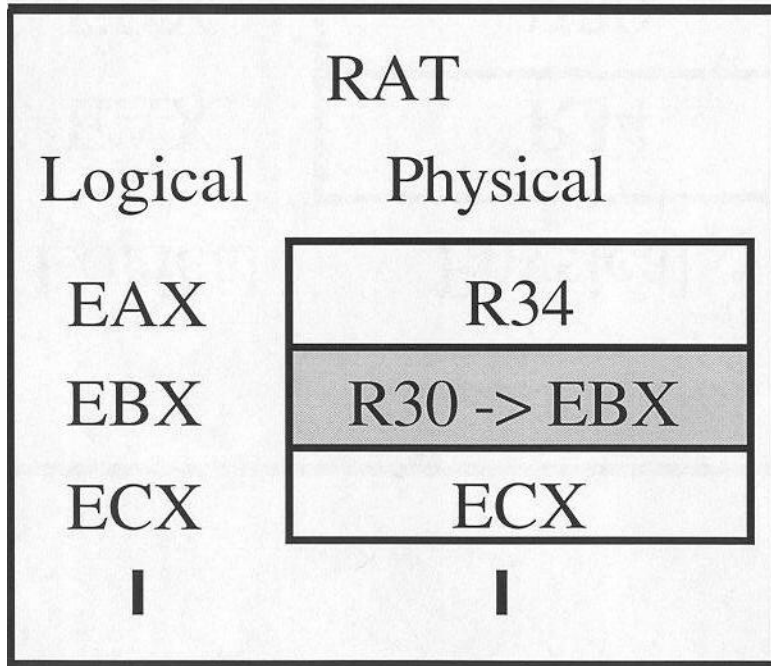 RAT
Logical Physical
EAX R34
EBX R30 -> EBX
ECX ECX